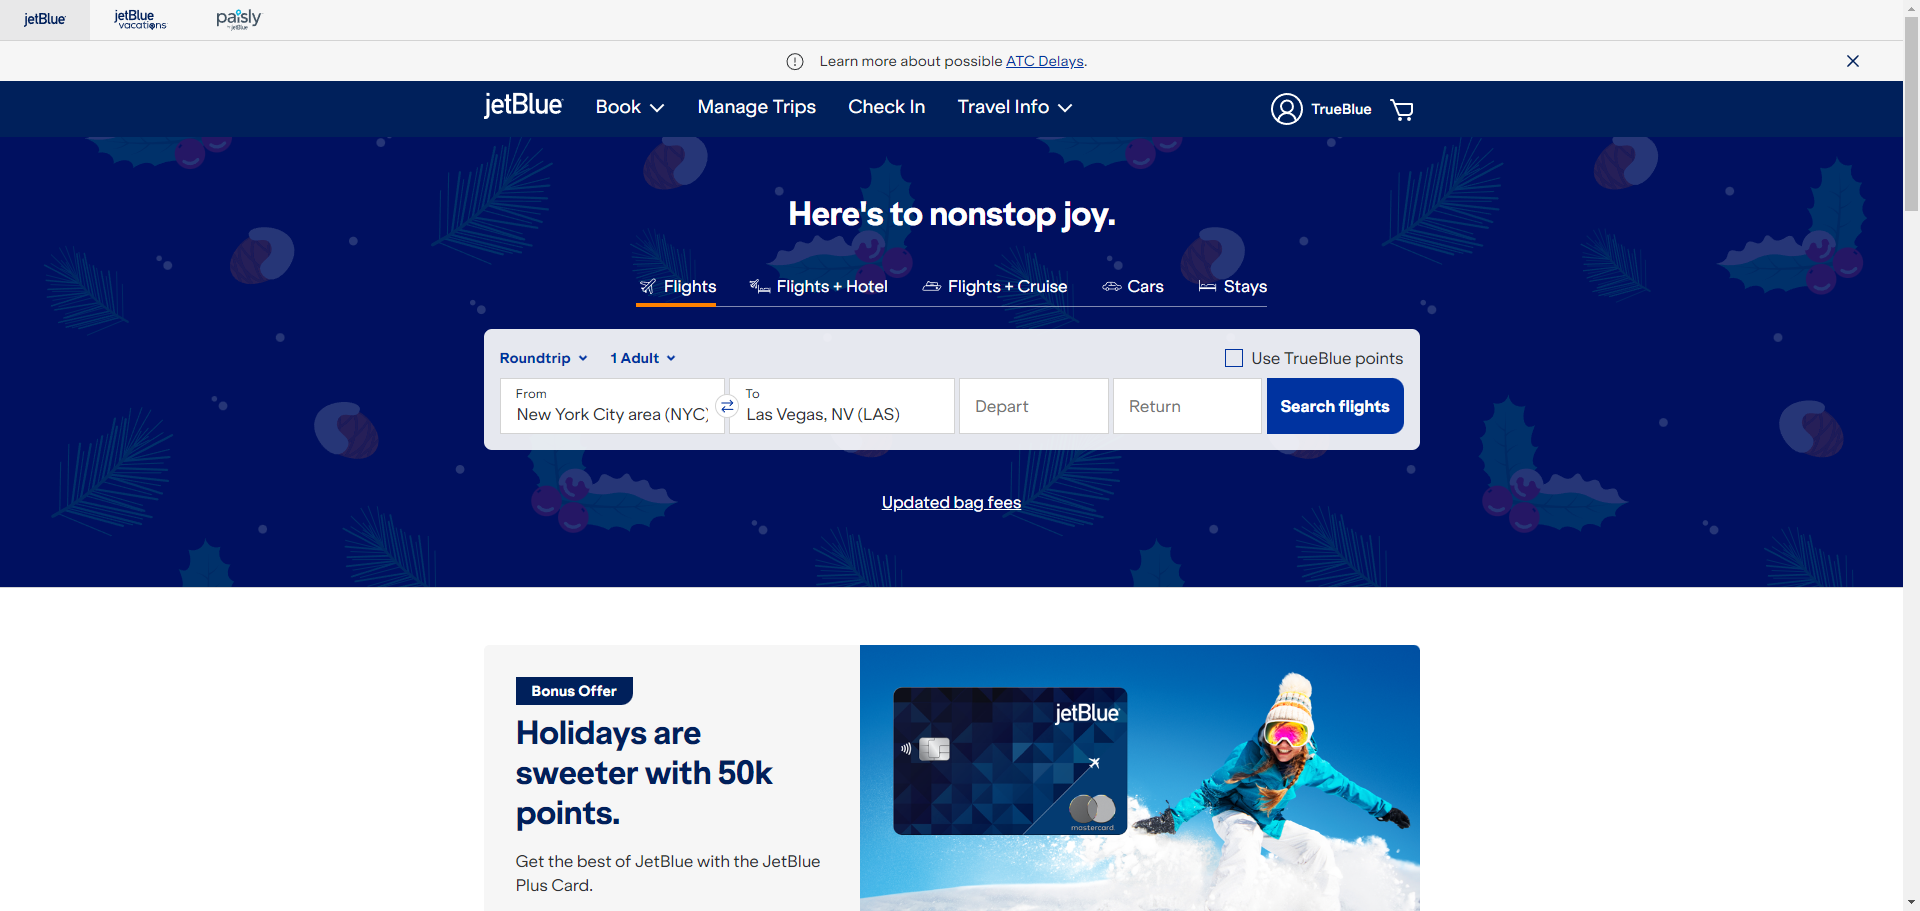 jetBlue
jetBlue vacations
paisly by jetBlue
Learn more about possible ATC Delays.
jetBlue
Book
Manage Trips
Check In
Travel Info
TrueBlue
Here's to nonstop joy.
Flights
Flights + Hotel
Flights + Cruise
Cars
Stays
Roundtrip
1 Adult
Use TrueBlue points
From
New York City area (NYC)
To
Las Vegas, NV (LAS)
Depart
Return
Search flights
Updated bag fees
Bonus Offer
Holidays are
sweeter with 50k
points.
Get the best of JetBlue with the JetBlue
Plus Card.
jetBlue
mastercard